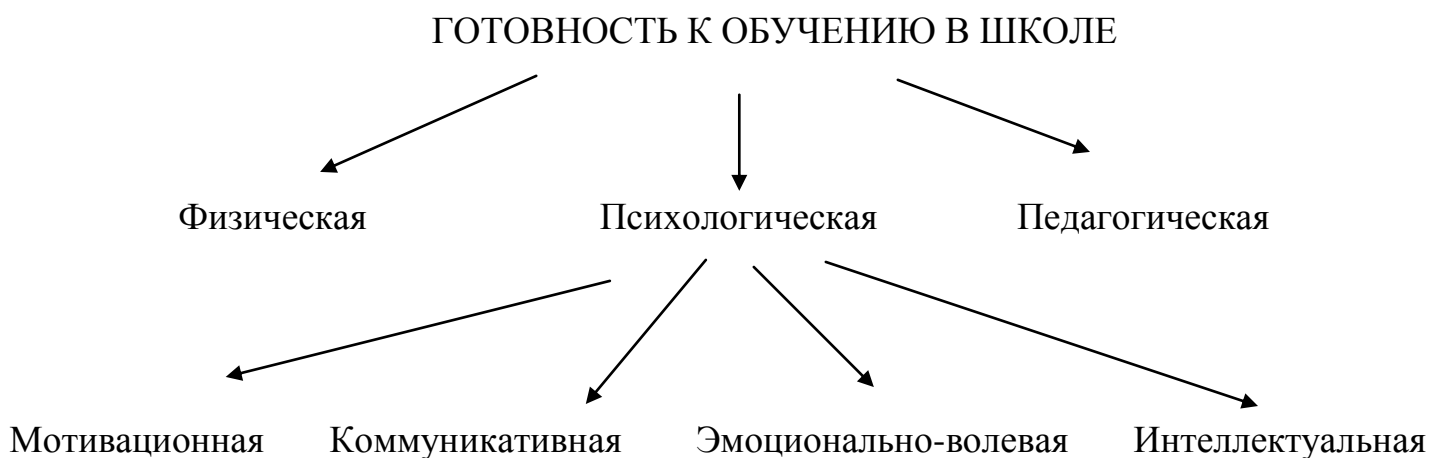 ГОТОВНОСТЬ К ОБУЧЕНИЮ В ШКОЛЕ
Физическая Психологическая Педагогическая
Мотивационная Коммуникативная Эмоционально-волевая Интеллектуальная